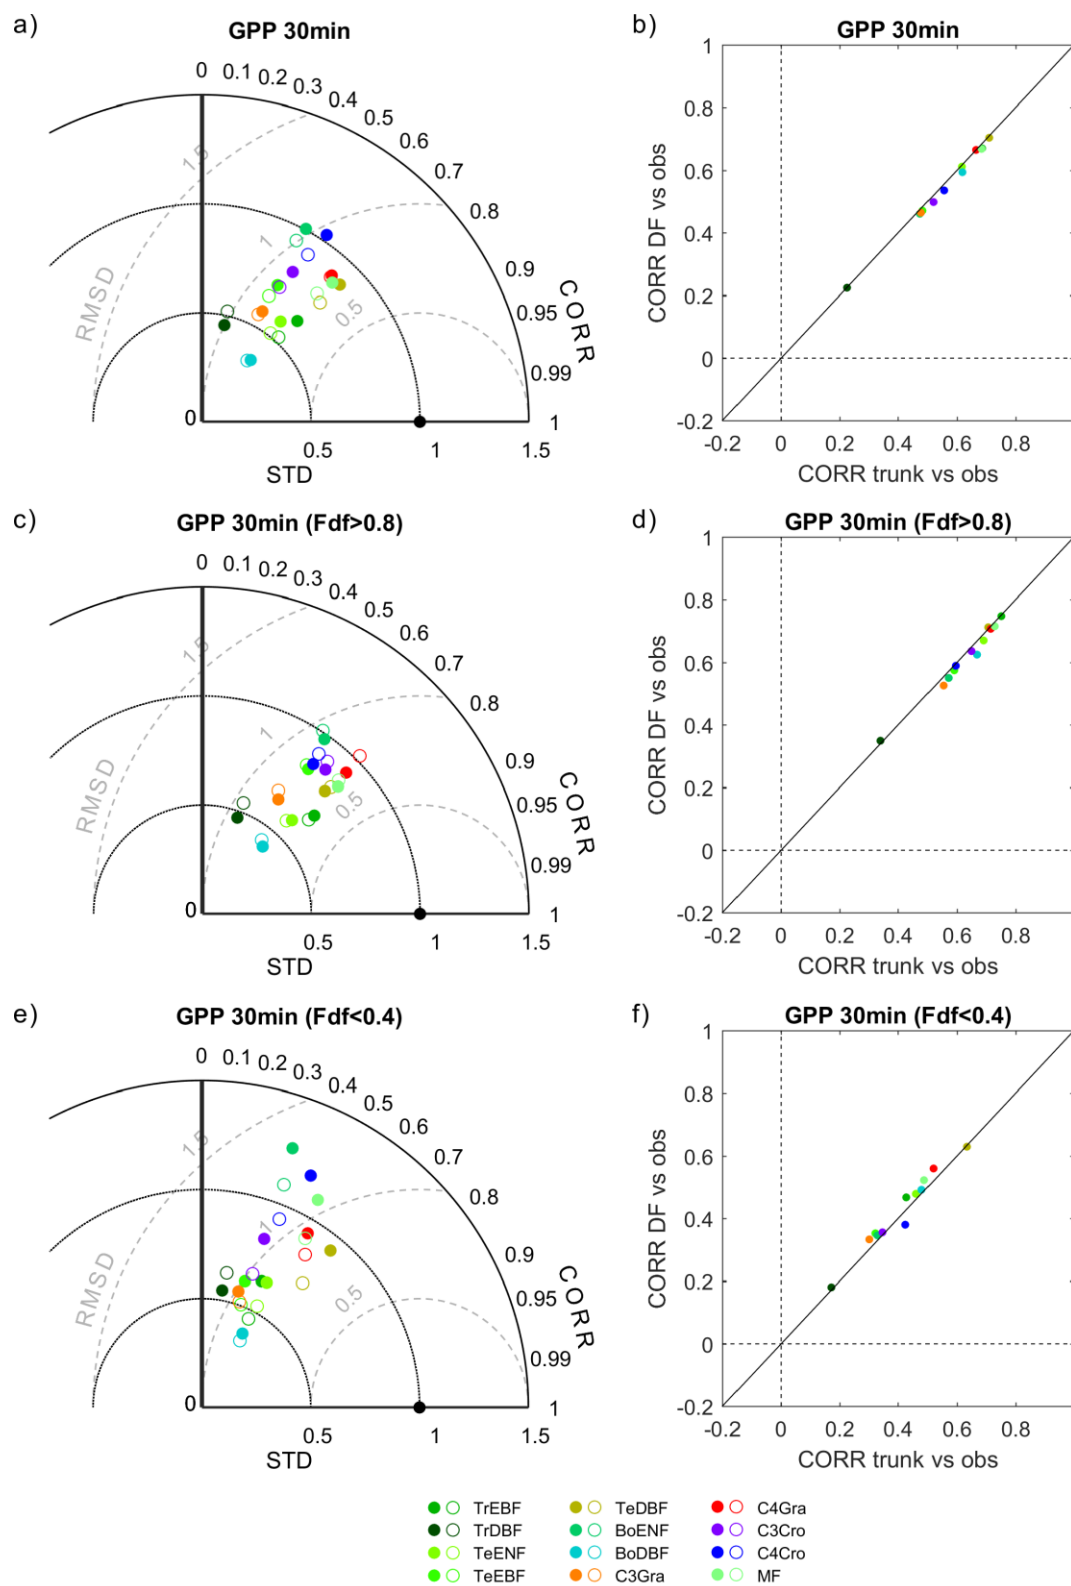 a)
GPP 30min
0 0.1 0.2 0.3 0.4 0.5 0.6 0.7 0.8 0.9 0.95 0.99 1
CORR
RMSD
1.5 1 0.5
0 0.5 1 1.5
STD
b)
GPP 30min
1
0.8
0.6
0.4
0.2
0
-0.2
CORR DF vs obs
-0.2 0 0.2 0.4 0.6 0.8
CORR trunk vs obs
c)
GPP 30min (Fdf>0.8)
0 0.1 0.2 0.3 0.4 0.5 0.6 0.7 0.8 0.9 0.95 0.99 1
CORR
RMSD
1.5 1 0.5
0 0.5 1 1.5
STD
d)
GPP 30min (Fdf>0.8)
1
0.8
0.6
0.4
0.2
0
-0.2
CORR DF vs obs
-0.2 0 0.2 0.4 0.6 0.8
CORR trunk vs obs
e)
GPP 30min (Fdf<0.4)
0 0.1 0.2 0.3 0.4 0.5 0.6 0.7 0.8 0.9 0.95 0.99 1
CORR
RMSD
1.5 1 0.5
0 0.5 1 1.5
STD
f)
GPP 30min (Fdf<0.4)
1
0.8
0.6
0.4
0.2
0
-0.2
CORR DF vs obs
-0.2 0 0.2 0.4 0.6 0.8
CORR trunk vs obs
TrEBF
TrDBF
TeENF
TeEBF
TeDBF
BoENF
BoDBF
C3Gra
C4Gra
C3Cro
C4Cro
MF